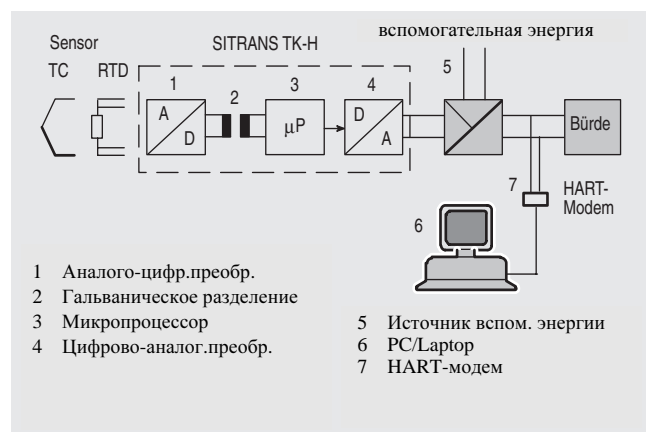 Sensor
SITRANS TK-H
вспомогательная энергия
TC
RTD
1
2
3
4
5
A
D
µP
D
A
Bürde
7
HART-
Modem
6
1 Аналого-цифр.преобр.
2 Гальваническое разделение
3 Микропроцессор
4 Цифрово-аналог.преобр.
5 Источник вспом. энергии
6 PC/Laptop
7 HART-модем